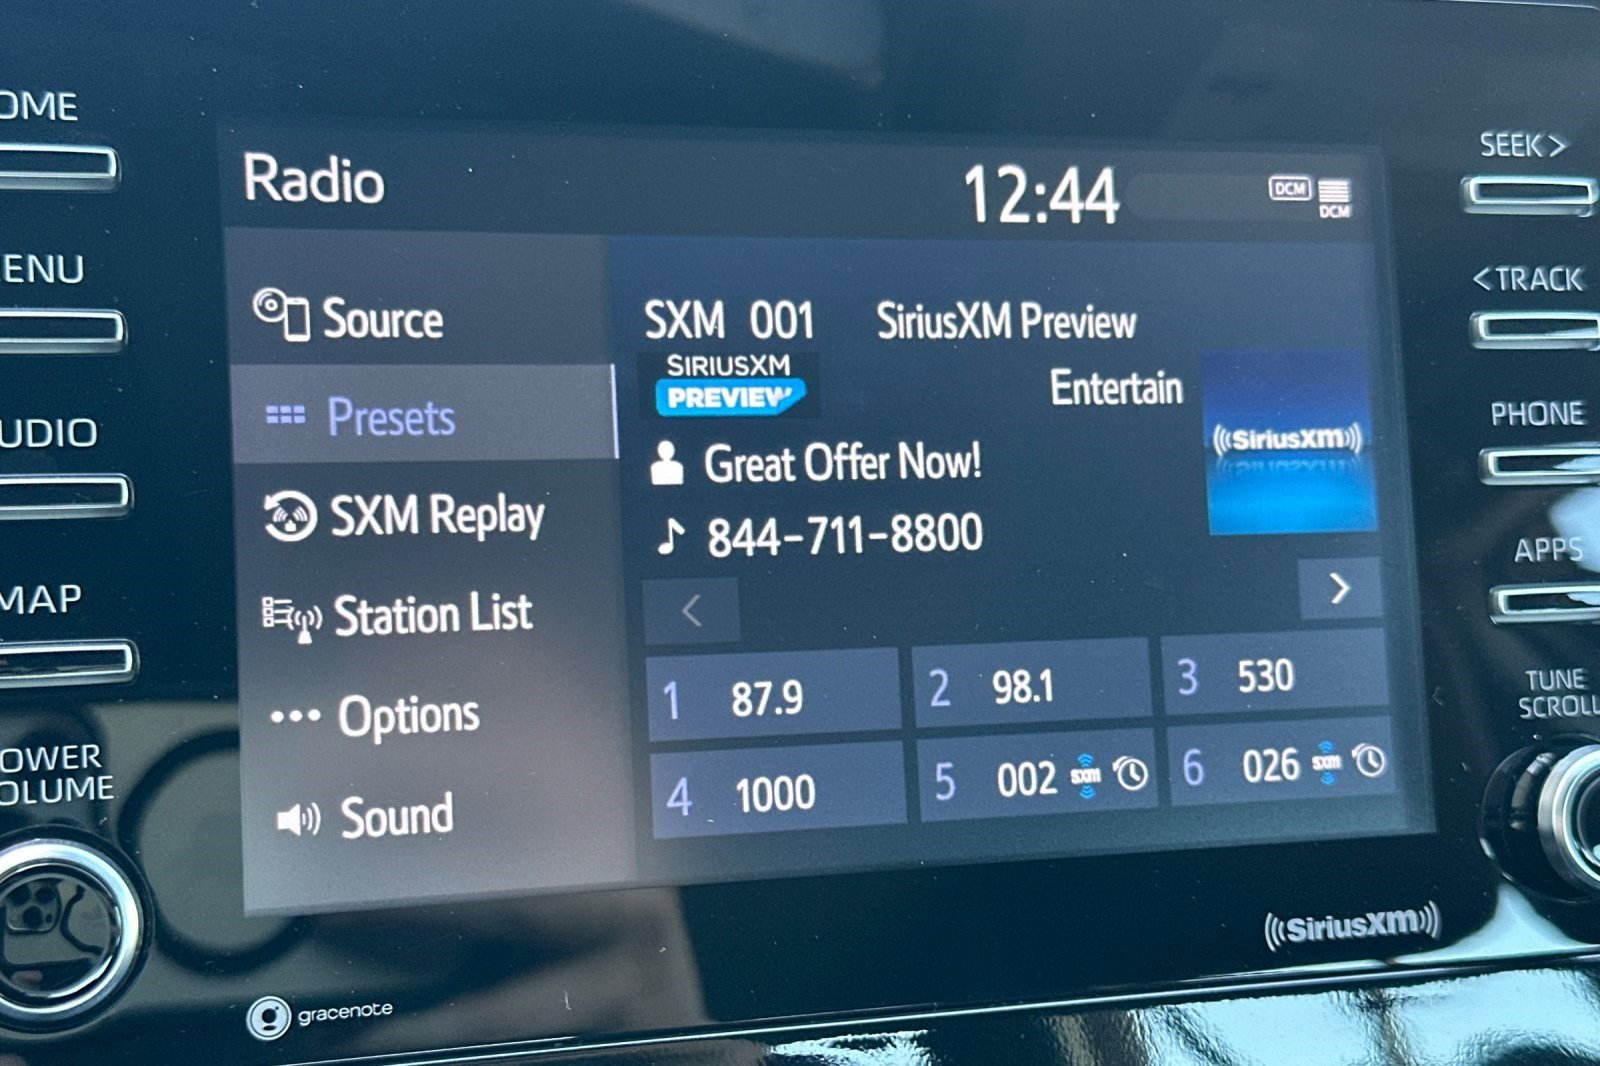 OME
ENU
UDIO
MAP
OWER
OLUME
Radio
12:44
DCM
DCM
Source
Presets
SXM Replay
Station List
Options
Sound
SXM 001 SiriusXM Preview
SIRIUSXM
PREVIEW
Entertain
SiriusXM
Great Offer Now!
844-711-8800
<
>
1 87.9
2 98.1
3 530
4 1000
5 002 SXM
6 026 SXM
SEEK>
<TRACK
PHONE
APPS
TUNE
SCROLL
SiriusXM
gracenote